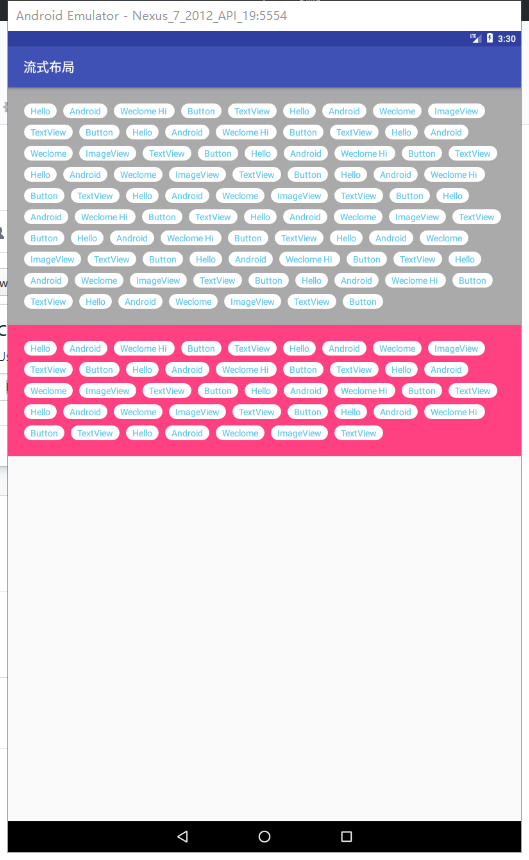 Android Emulator - Nexus_7_2012_API_19:5554
3:30
流式布局
Hello Android Weclome Hi Button TextView Hello Android Weclome ImageView
TextView Button Hello Android Weclome Hi Button TextView Hello Android
Weclome ImageView TextView Button Hello Android Weclome Hi Button TextView
Hello Android Weclome ImageView TextView Button Hello Android Weclome Hi
Button TextView Hello Android Weclome ImageView TextView Button Hello
Android Weclome Hi Button TextView Hello Android Weclome ImageView TextView
Button Hello Android Weclome Hi Button TextView Hello Android Weclome
ImageView TextView Button Hello Android Weclome Hi Button TextView Hello
Android Weclome ImageView TextView Button Hello Android Weclome Hi Button
TextView Hello Android Weclome ImageView TextView Button
Hello Android Weclome Hi Button TextView Hello Android Weclome ImageView
TextView Button Hello Android Weclome Hi Button TextView Hello Android
Weclome ImageView TextView Button Hello Android Weclome Hi Button TextView
Hello Android Weclome ImageView TextView Button Hello Android Weclome Hi
Button TextView Hello Android Weclome ImageView TextView